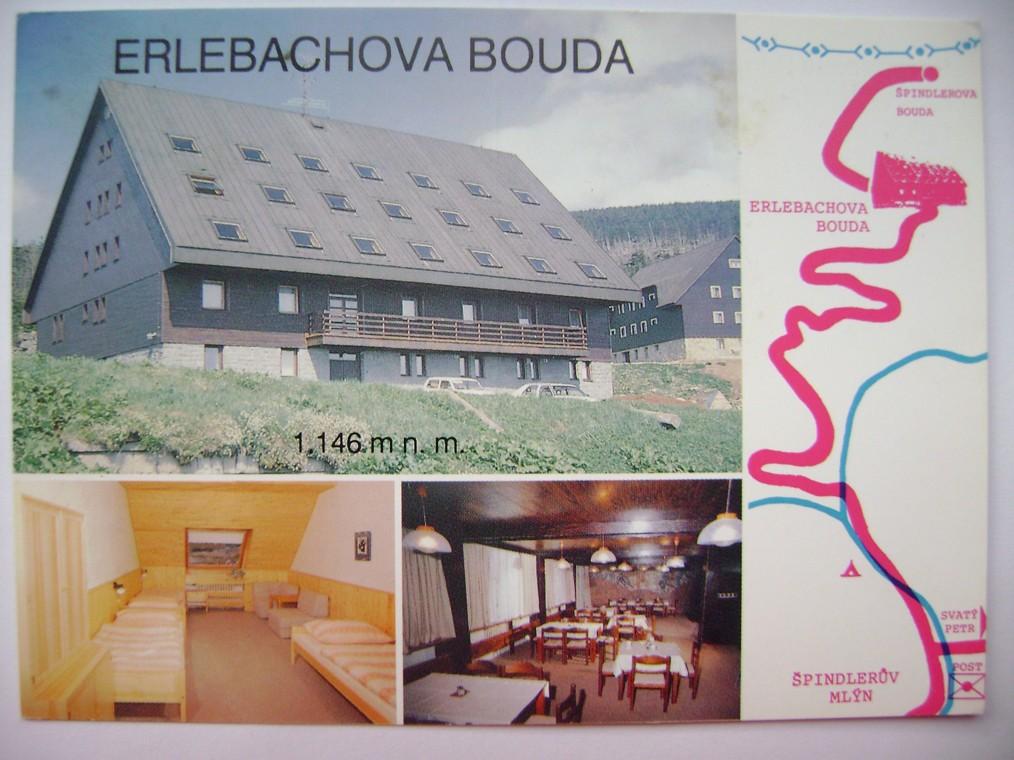 ERLEBACHOVA BOUDA
1,146 m n. m.
ŠPINDLEROVA
BOUDA
ERLEBACHOVA
BOUDA
SVATÝ
PETR
POST
ŠPINDLERŮV
MLÝN